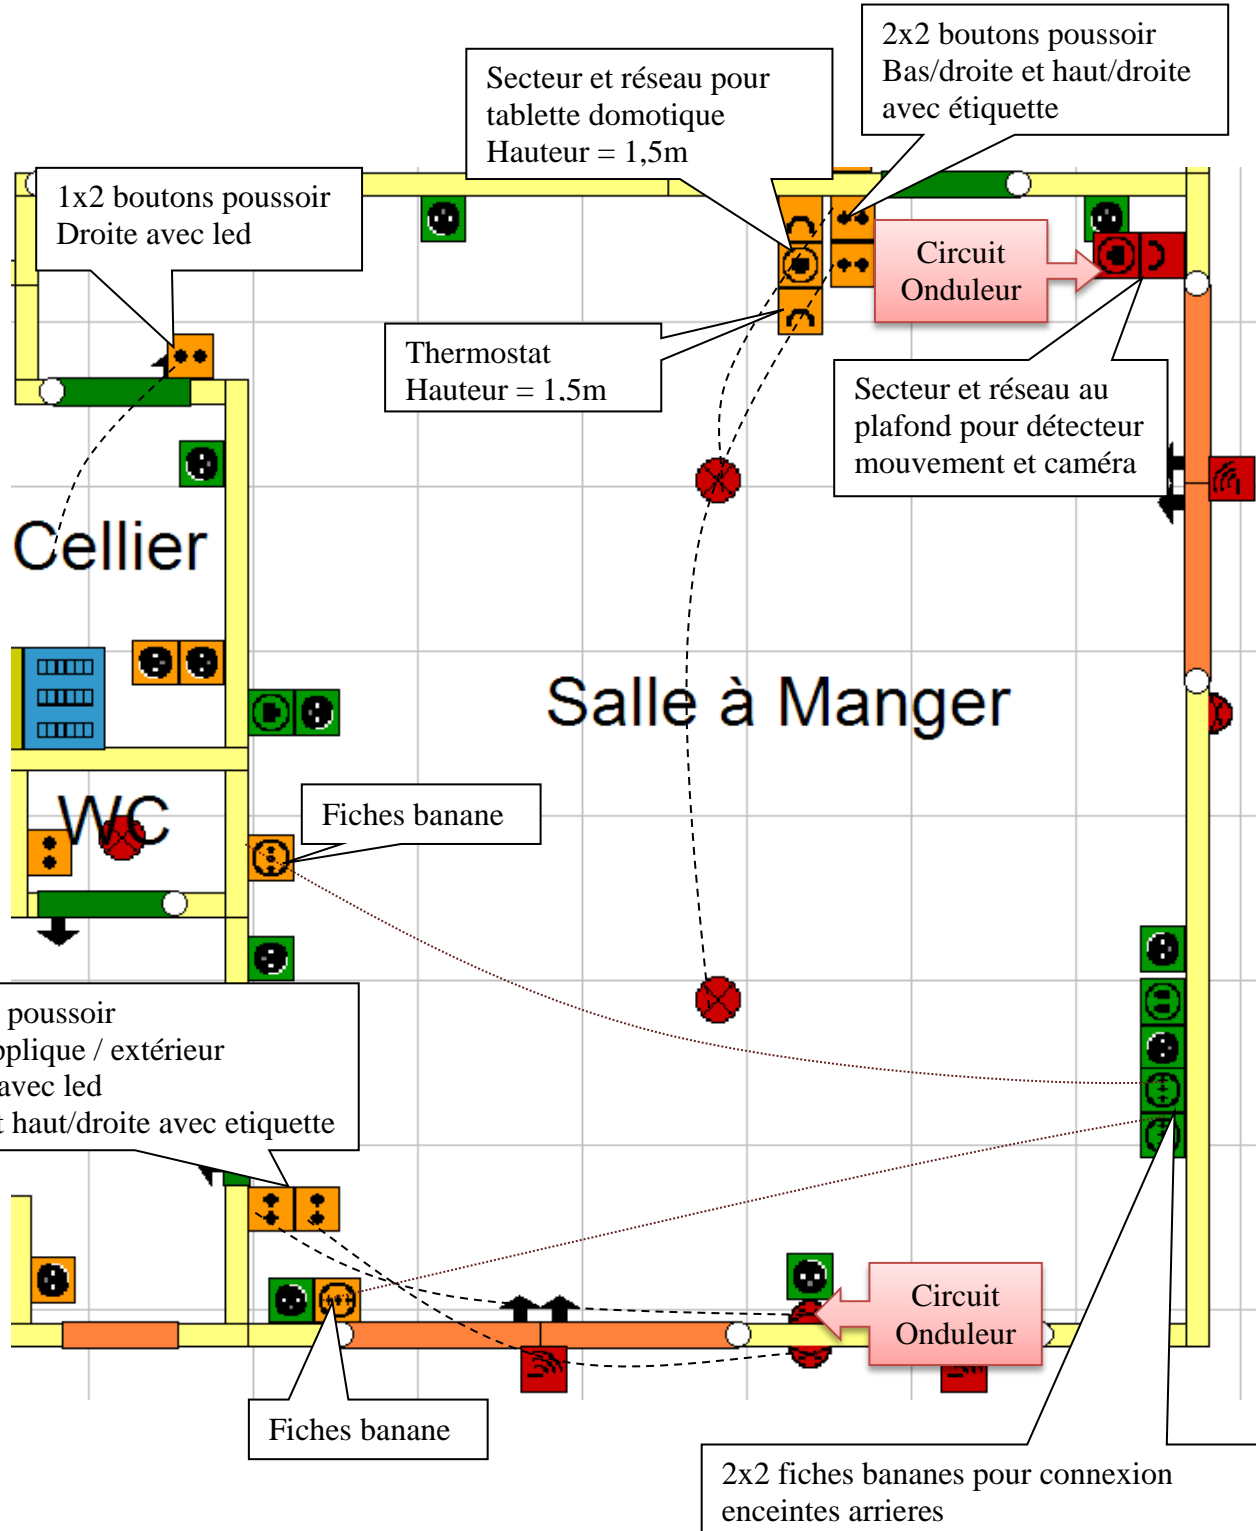 2x2 boutons poussoir
Bas/droite et haut/droite
avec étiquette
Secteur et réseau pour
tablette domotique
Hauteur = 1,5m
1x2 boutons poussoir
Droite avec led
Circuit
Onduleur
Thermostat
Hauteur = 1.5m
Secteur et réseau au
plafond pour détecteur
mouvement et caméra
Cellier
Salle à Manger
WC
Fiches banane
poussoir
pplique / extérieur
avec led
t haut/droite avec etiquette
Circuit
Onduleur
Fiches banane
2x2 fiches bananes pour connexion
enceintes arrieres